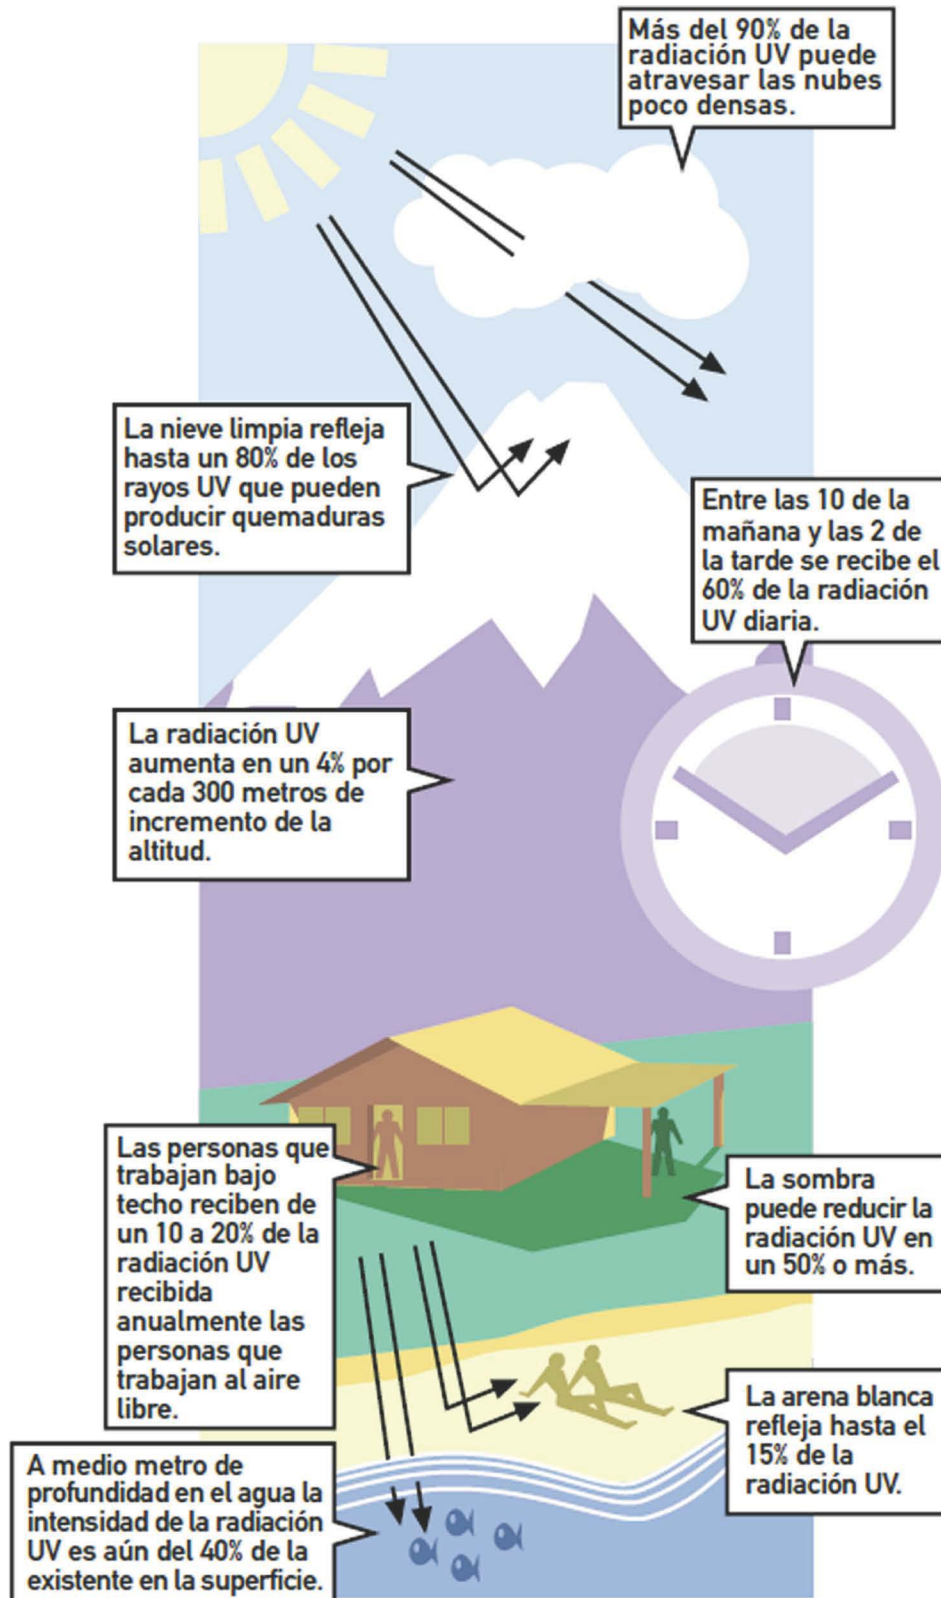 Más del 90% de la
radiación UV puede
atravesar las nubes
poco densas.
La nieve limpia refleja
hasta un 80% de los
rayos UV que pueden
producir quemaduras
solares.
Entre las 10 de la
mañana y las 2 de
la tarde se recibe el
60% de la radiación
UV diaria.
La radiación UV
aumenta en un 4% por
cada 300 metros de
incremento de la
altitud.
Las personas que
trabajan bajo
techo reciben de
un 10 a 20% de la
radiación UV
recibida
anualmente las
personas que
trabajan al aire
libre.
La sombra
puede reducir la
radiación UV en
un 50% o más.
La arena blanca
refleja hasta el
15% de la
radiación UV.
A medio metro de
profundidad en el agua la
intensidad de la radiación
UV es aún del 40% de la
existente en la superficie.